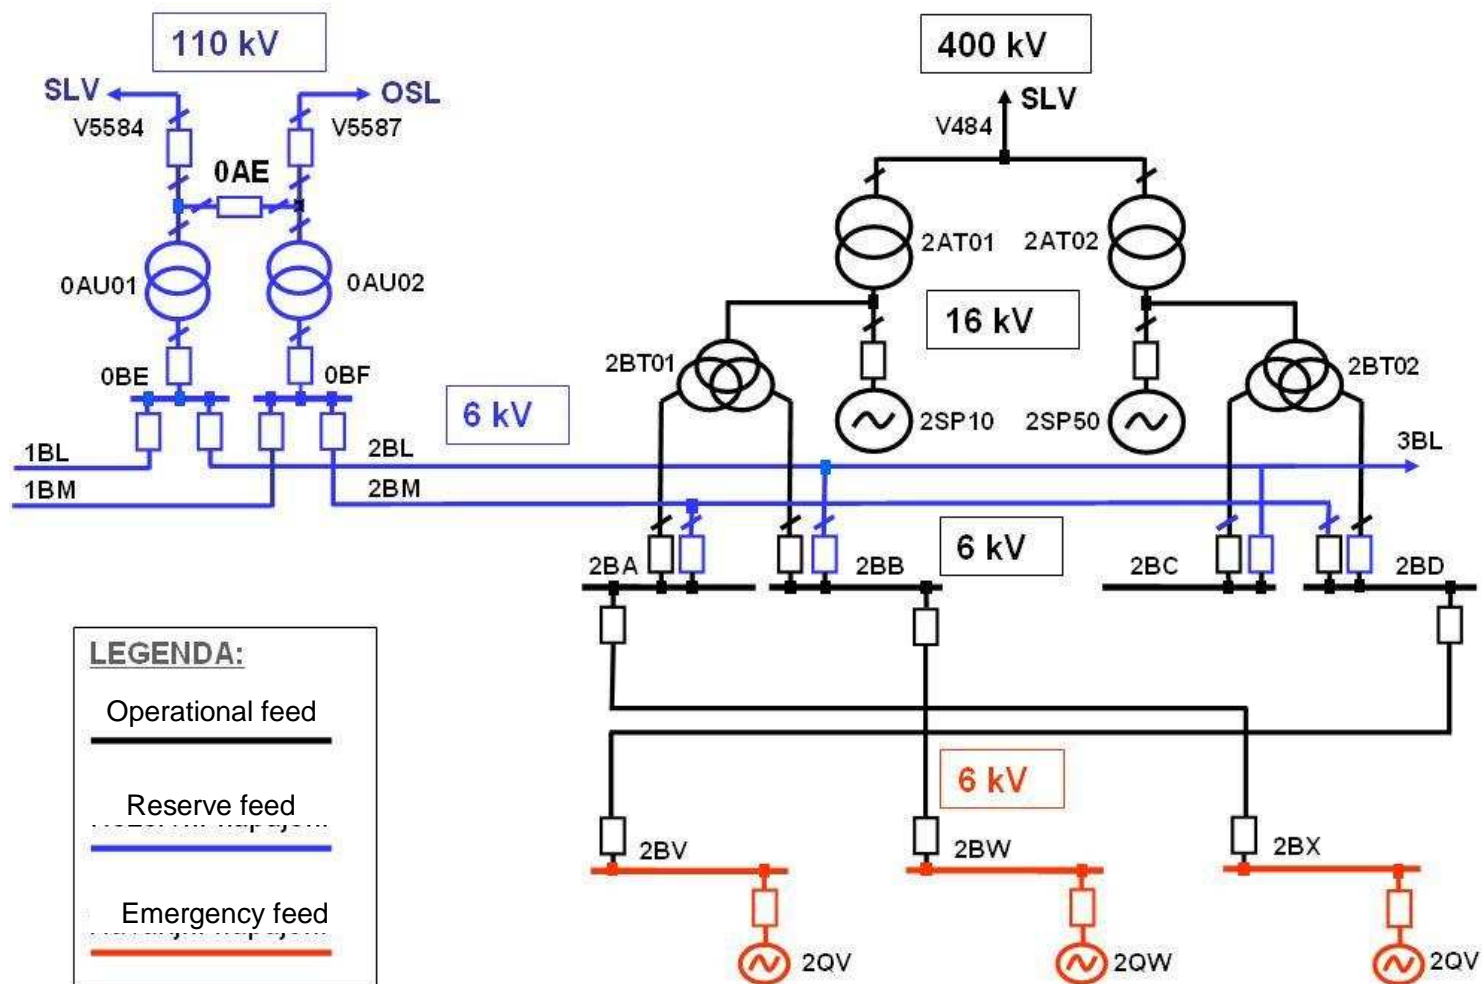 110 kV
400 kV
SLV
OSL
SLV
V5584
V5587
V484
0AE
2AT01
2AT02
0AU01
0AU02
16 kV
2BT01
2BT02
0BE
0BF
6 kV
2SP10
2SP50
1BL
2BL
3BL
1BM
2BM
6 kV
2BA
2BB
2BC
2BD
LEGENDA:
Operational feed
Reserve feed
Emergency feed
6 kV
2BV
2BW
2BX
2QV
2QW
2QV